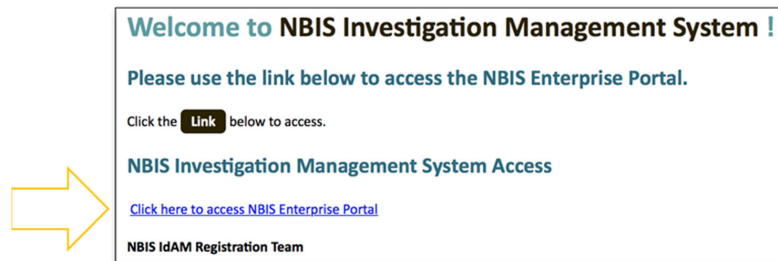 Welcome to NBIS Investigation Management System !
Please use the link below to access the NBIS Enterprise Portal.
Click the Link below to access.
NBIS Investigation Management System Access
Click here to access NBIS Enterprise Portal
NBIS IdAM Registration Team